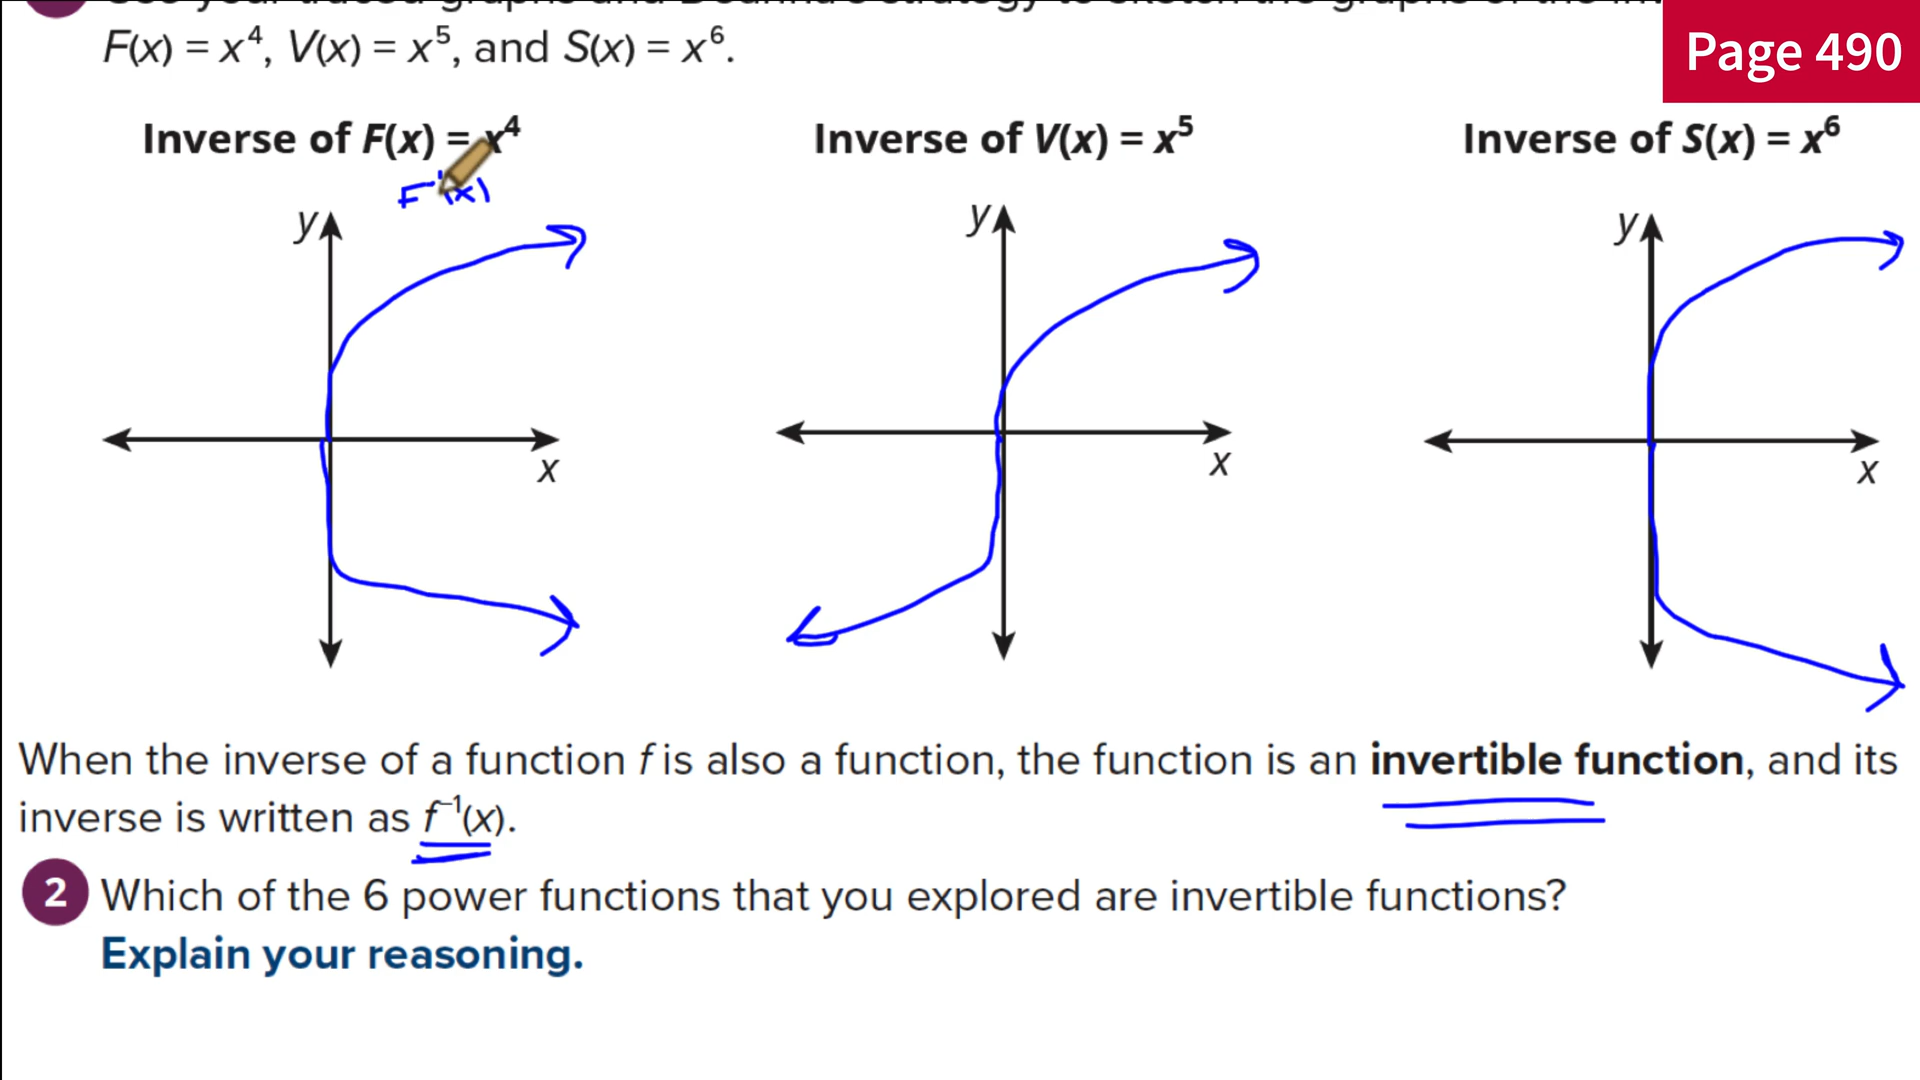 Page 490
F(x) = x⁴, V(x) = x⁵, and S(x) = x⁶.
Inverse of F(x) = x⁴
Inverse of V(x) = x⁵
Inverse of S(x) = x⁶
F⁻¹(x)
y
x
y
x
y
x
When the inverse of a function f is also a function, the function is an invertible function, and its
inverse is written as f⁻¹(x).
2 Which of the 6 power functions that you explored are invertible functions?
Explain your reasoning.